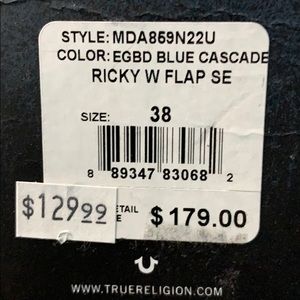 STYLE: MDA859N22U
COLOR: EGBD BLUE CASCADE
RICKY W FLAP SE
SIZE: 38
8 89347 83068 2
$129.99
ETAIL
E $179.00
WWW.TRUERELIGION.COM